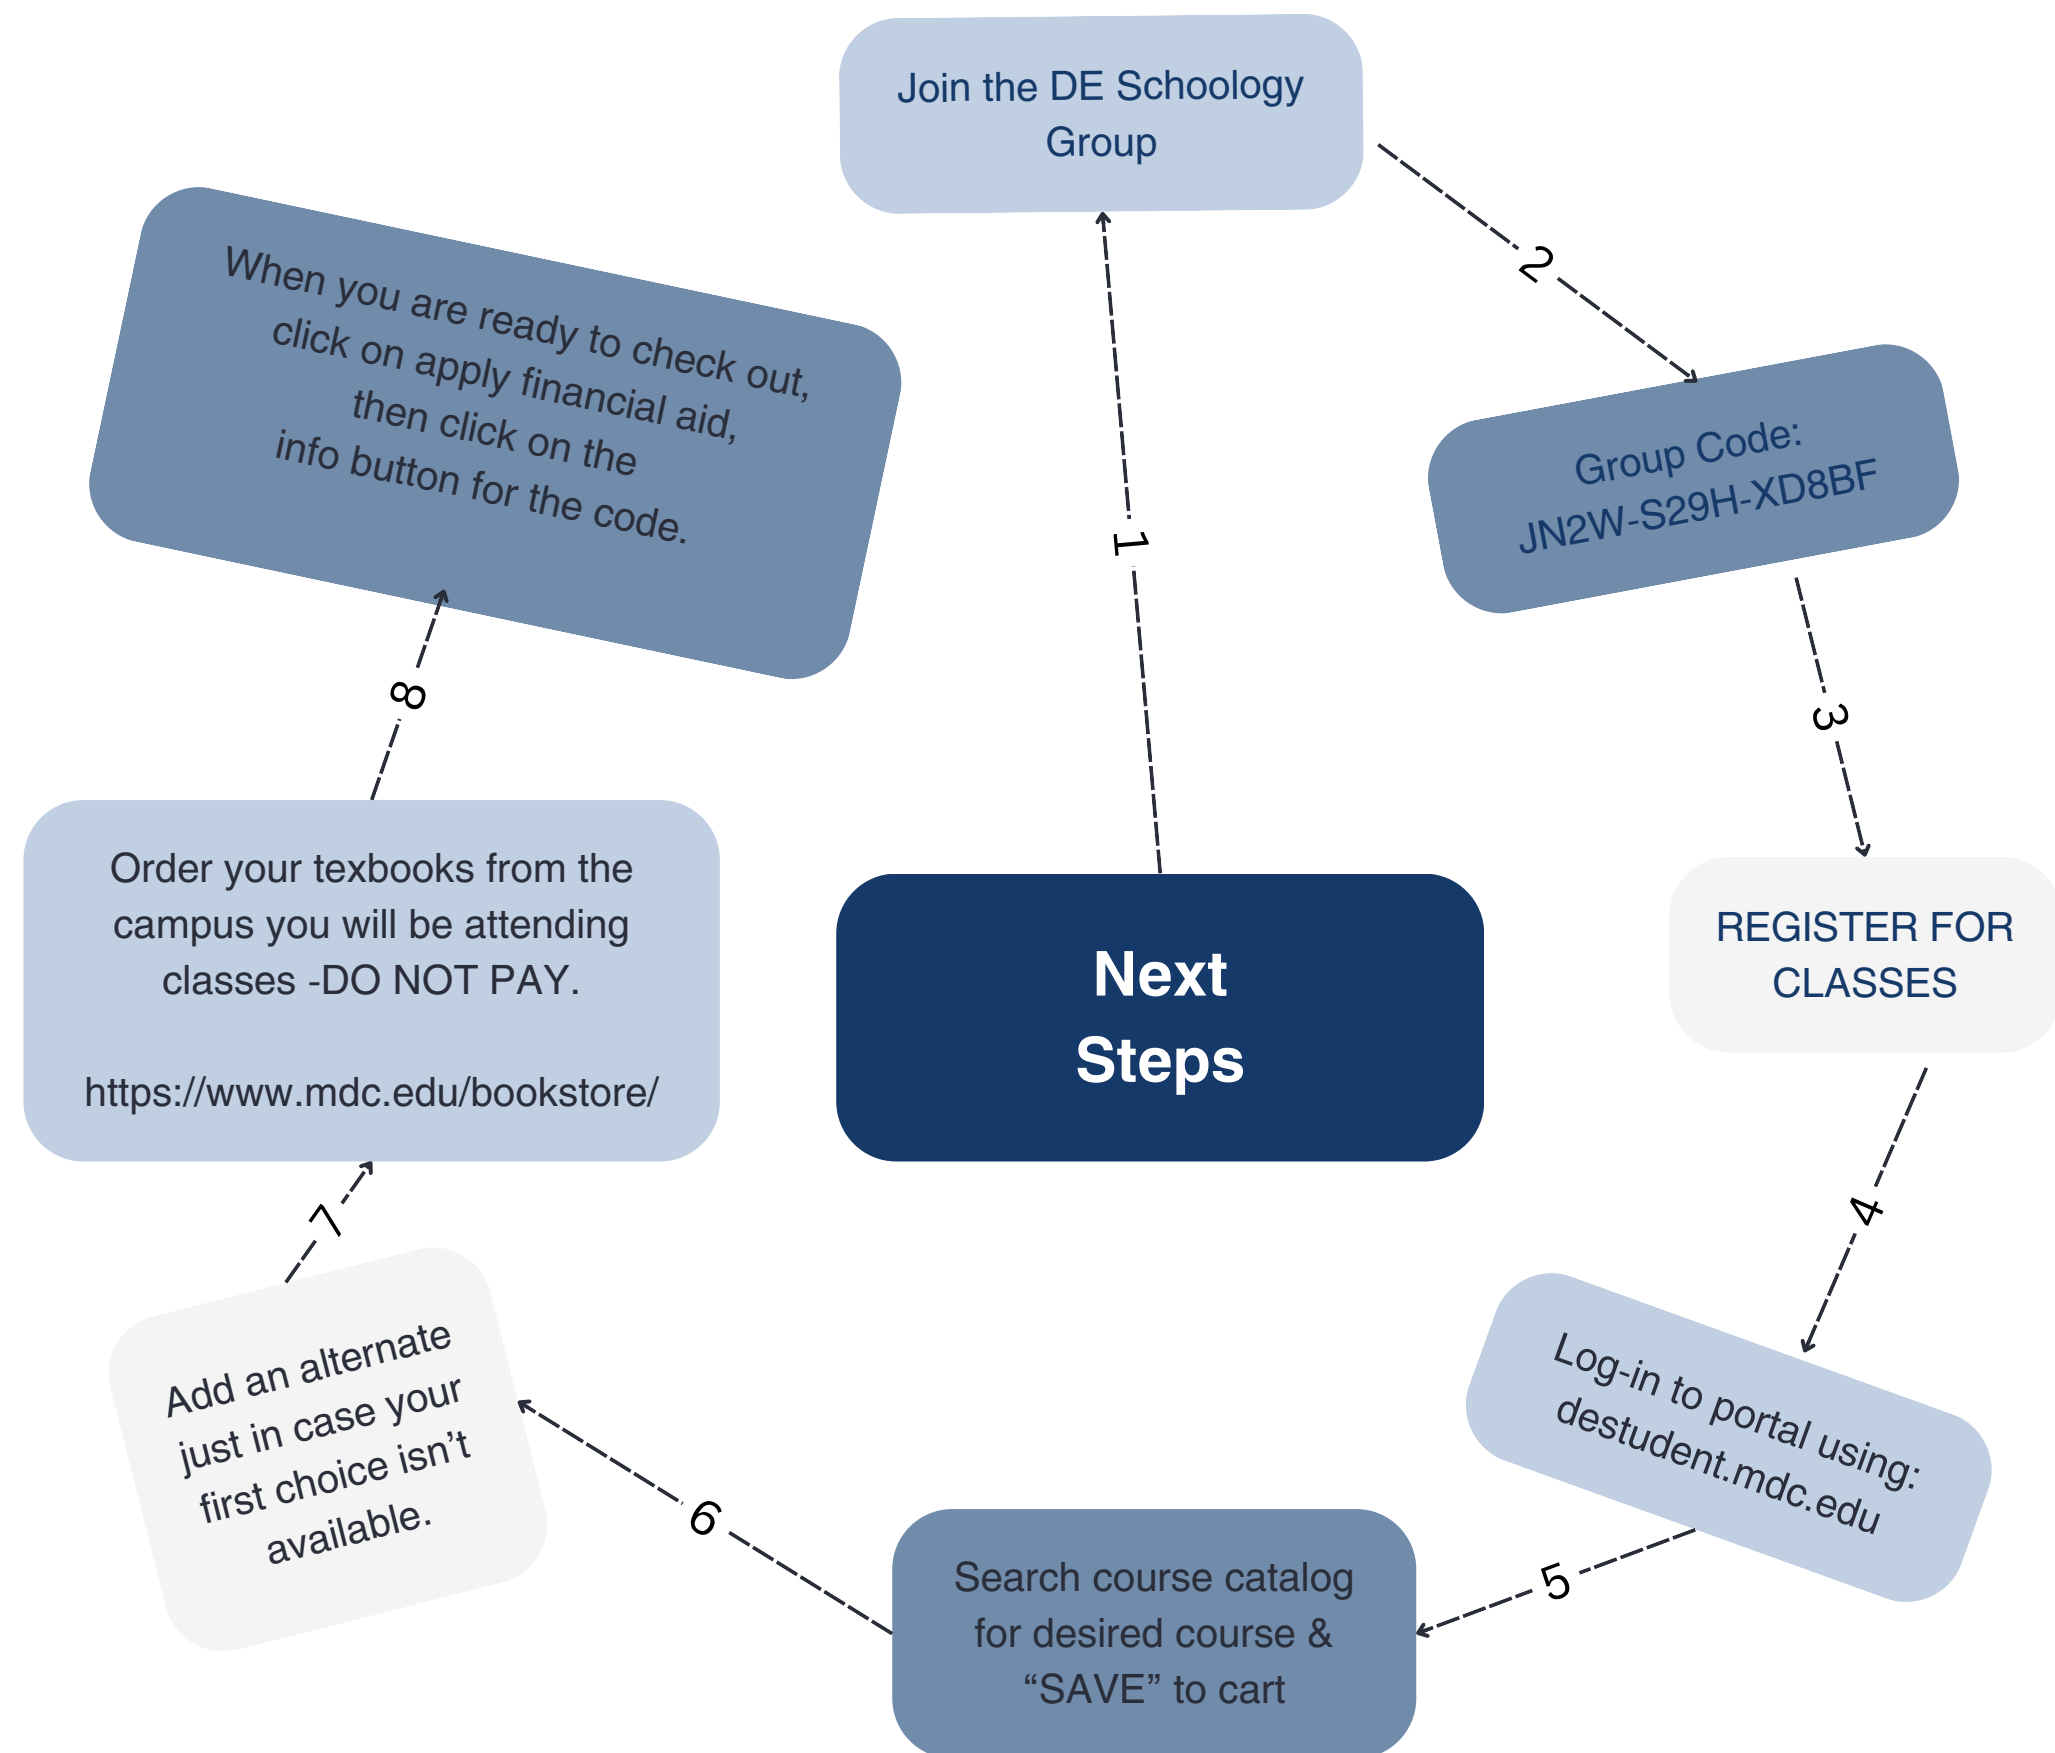 Next
Steps
1
Join the DE Schoology
Group
2
Group Code:
JN2W-S29H-XD8BF
3
REGISTER FOR
CLASSES
4
Log-in to portal using:
destudent.mdc.edu
5
Search course catalog
for desired course &
“SAVE” to cart
6
Add an alternate
just in case your
first choice isn’t
available.
7
Order your texbooks from the
campus you will be attending
classes -DO NOT PAY.
https://www.mdc.edu/bookstore/
8
When you are ready to check out,
click on apply financial aid,
then click on the
info button for the code.